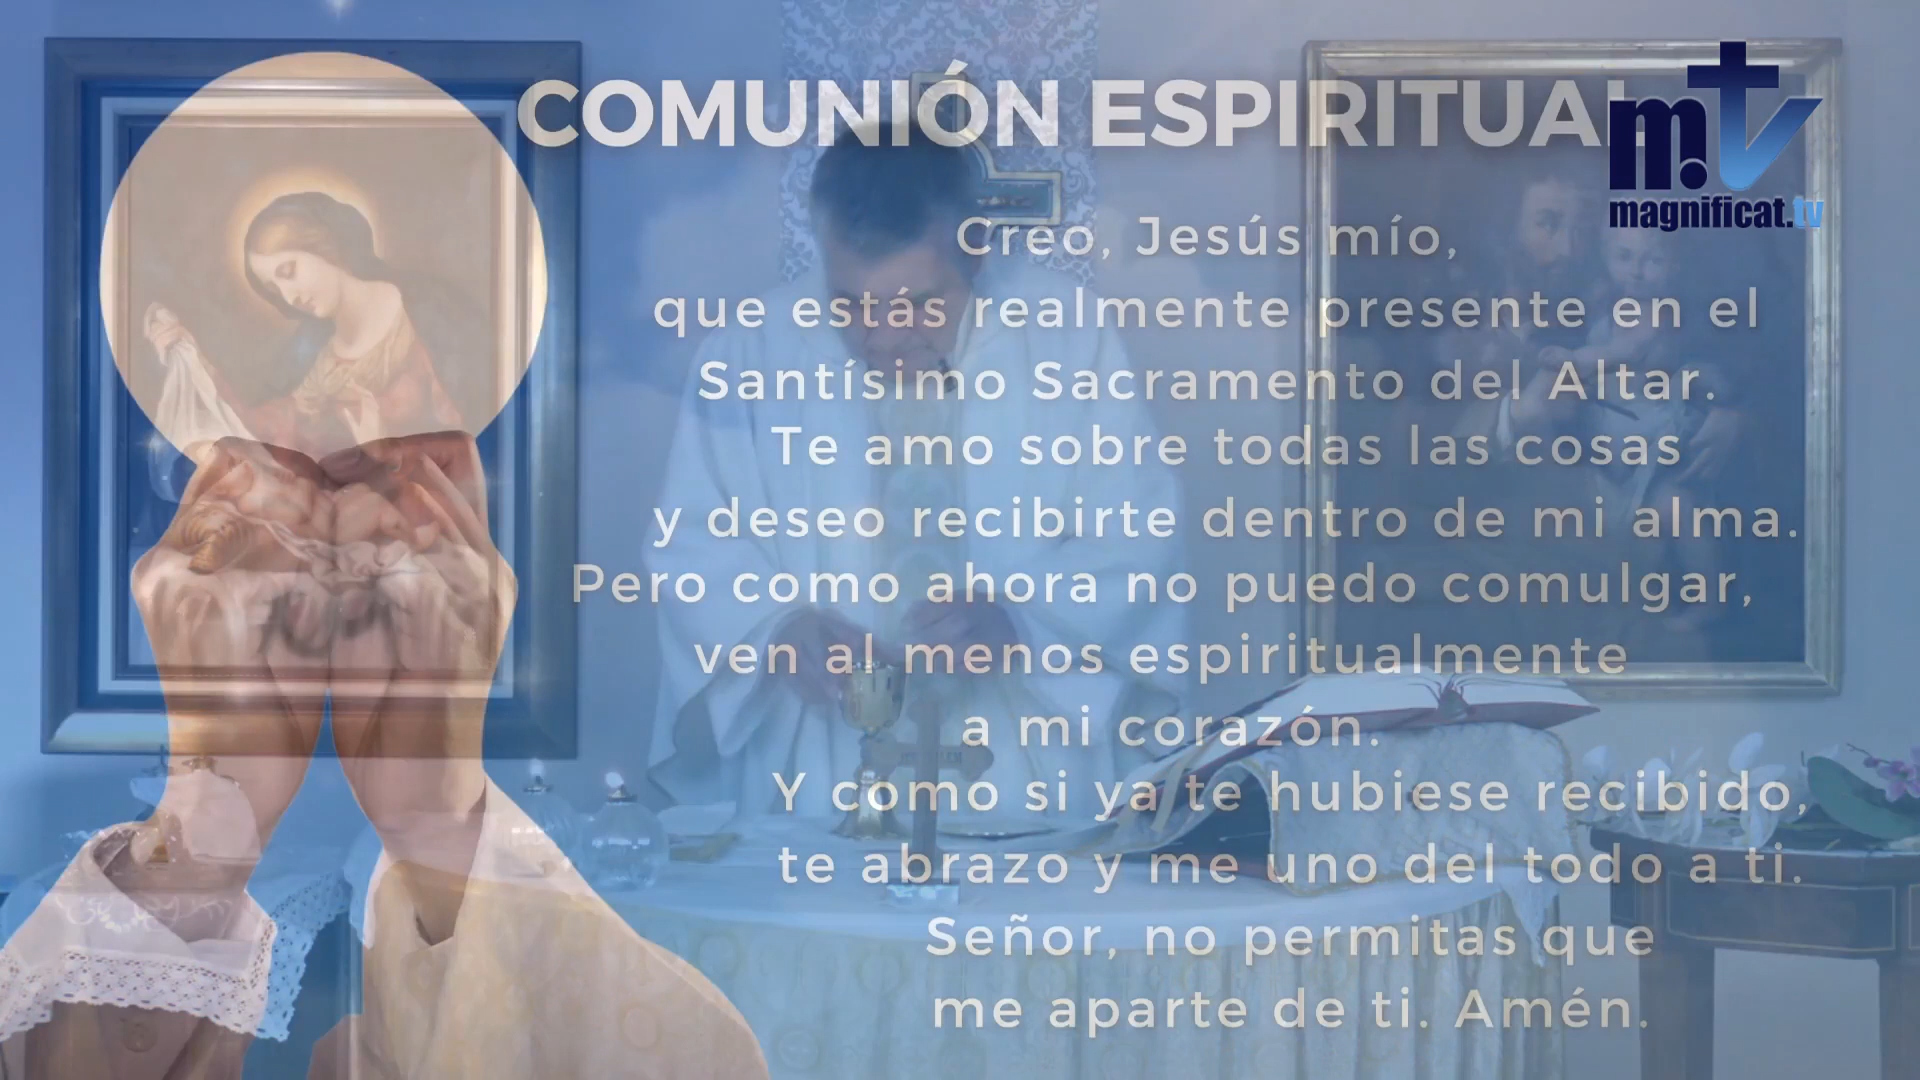 COMUNIÓN ESPIRITUAL
m.tv
magnificat.tv
Creo, Jesús mío,
que estás realmente presente en el
Santísimo Sacramento del Altar.
Te amo sobre todas las cosas
y deseo recibirte dentro de mi alma.
Pero como ahora no puedo comulgar,
ven al menos espiritualmente
a mi corazón.
Y como si ya te hubiese recibido,
te abrazo y me uno del todo a ti.
Señor, no permitas que
me aparte de ti. Amén.